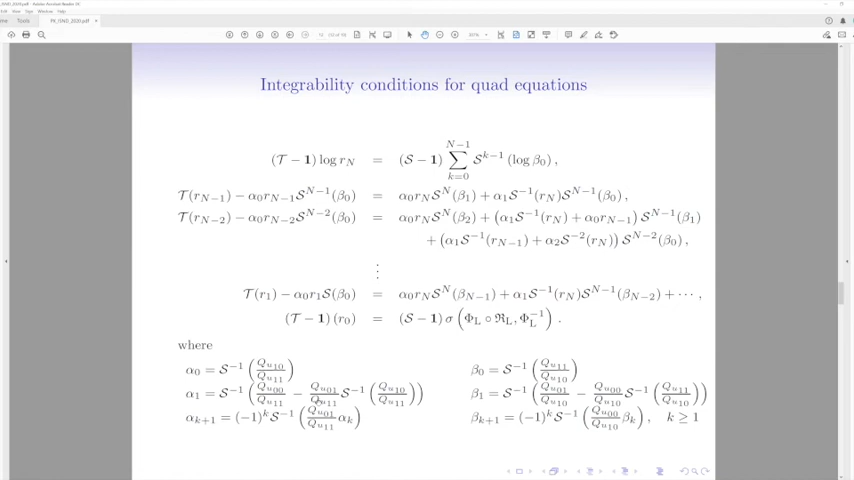 Tools
PK_ISND_2020.pdf ×
Integrability conditions for quad equations
(𝒯 − 1) log r_N = (𝒮 − 1) ∑_{k=0}^{N−1} 𝒮^{k−1} (log β_0) ,
𝒯(r_{N−1}) − α_0 r_{N−1} 𝒮^{N−1}(β_0) = α_0 r_N 𝒮^N(β_1) + α_1 𝒮^{−1}(r_N) 𝒮^{N−1}(β_0) ,
𝒯(r_{N−2}) − α_0 r_{N−2} 𝒮^{N−2}(β_0) = α_0 r_N 𝒮^N(β_2) + (α_1 𝒮^{−1}(r_N) + α_0 r_{N−1}) 𝒮^{N−1}(β_1)
+ (α_1 𝒮^{−1}(r_{N−1}) + α_2 𝒮^{−2}(r_N)) 𝒮^{N−2}(β_0) ,
⋮
𝒯(r_1) − α_0 r_1 𝒮(β_0) = α_0 r_N 𝒮^N(β_{N−1}) + α_1 𝒮^{−1}(r_N) 𝒮^{N−1}(β_{N−2}) + ⋯ ,
(𝒯 − 1) (r_0) = (𝒮 − 1) σ (Φ_L ∘ ℜ_L, Φ_L^{−1}) .
where
α_0 = 𝒮^{−1} (Q_{u_{10}} / Q_{u_{11}}) β_0 = 𝒮^{−1} (Q_{u_{11}} / Q_{u_{10}})
α_1 = 𝒮^{−1} (Q_{u_{00}} / Q_{u_{11}} − Q_{u_{01}} / Q_{u_{11}} 𝒮^{−1} (Q_{u_{10}} / Q_{u_{11}})) β_1 = 𝒮^{−1} (Q_{u_{01}} / Q_{u_{10}} − Q_{u_{00}} / Q_{u_{10}} 𝒮^{−1} (Q_{u_{11}} / Q_{u_{10}}))
α_{k+1} = (−1)^k 𝒮^{−1} (Q_{u_{01}} / Q_{u_{11}} α_k) β_{k+1} = (−1)^k 𝒮^{−1} (Q_{u_{00}} / Q_{u_{10}} β_k) , k ≥ 1